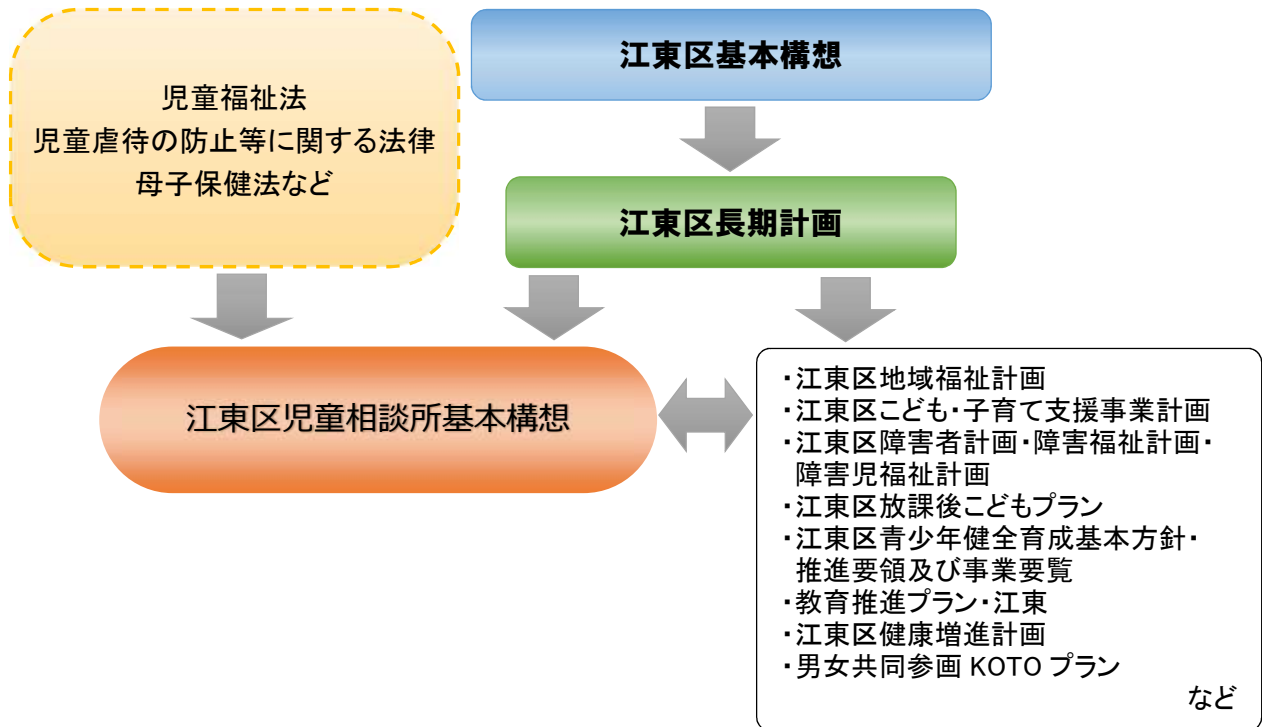 児童福祉法
児童虐待の防止等に関する法律
母子保健法など
江東区基本構想
江東区長期計画
江東区児童相談所基本構想
・江東区地域福祉計画
・江東区こども・子育て支援事業計画
・江東区障害者計画・障害福祉計画・
障害児福祉計画
・江東区放課後こどもプラン
・江東区青少年健全育成基本方針・
推進要領及び事業要覧
・教育推進プラン・江東
・江東区健康増進計画
・男女共同参画 KOTO プラン
など